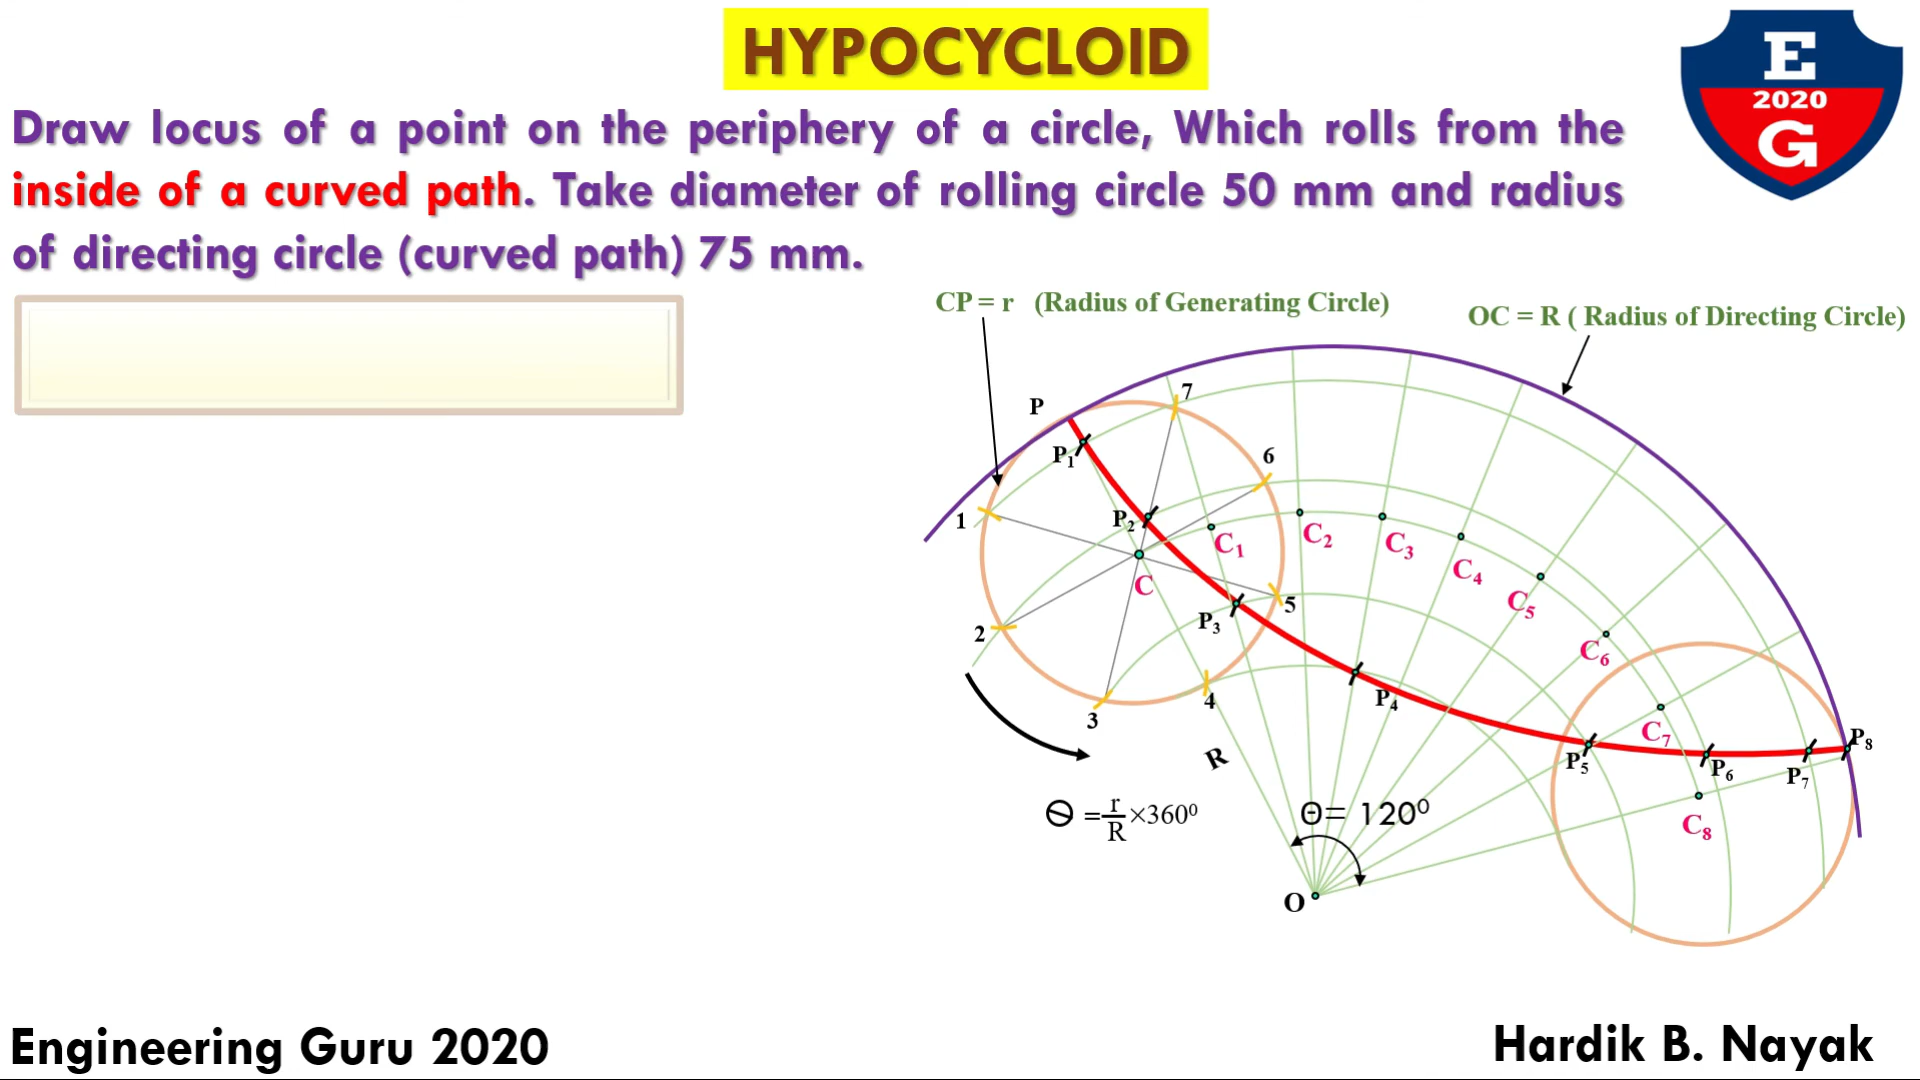 HYPOCYCLOID
E
2020
G
Draw locus of a point on the periphery of a circle, Which rolls from the
inside of a curved path. Take diameter of rolling circle 50 mm and radius
of directing circle (curved path) 75 mm.
CP = r (Radius of Generating Circle)
OC = R ( Radius of Directing Circle)
P
7
P₁
6
1
P₂
C₁
C₂
C₃
C₄
C
C₅
5
P₃
2
C₆
4
P₄
3
C₇
P₈
R
P₅
P₆
P₇
Θ = r/R ×360⁰
Θ= 120⁰
C₈
O
Engineering Guru 2020
Hardik B. Nayak